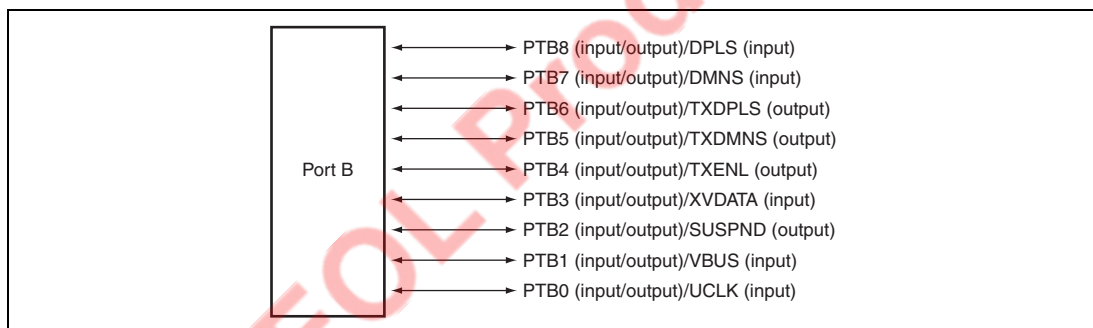 Port B
PTB8 (input/output)/DPLS (input)
PTB7 (input/output)/DMNS (input)
PTB6 (input/output)/TXDPLS (output)
PTB5 (input/output)/TXDMNS (output)
PTB4 (input/output)/TXENL (output)
PTB3 (input/output)/XVDATA (input)
PTB2 (input/output)/SUSPND (output)
PTB1 (input/output)/VBUS (input)
PTB0 (input/output)/UCLK (input)
EOL Prod